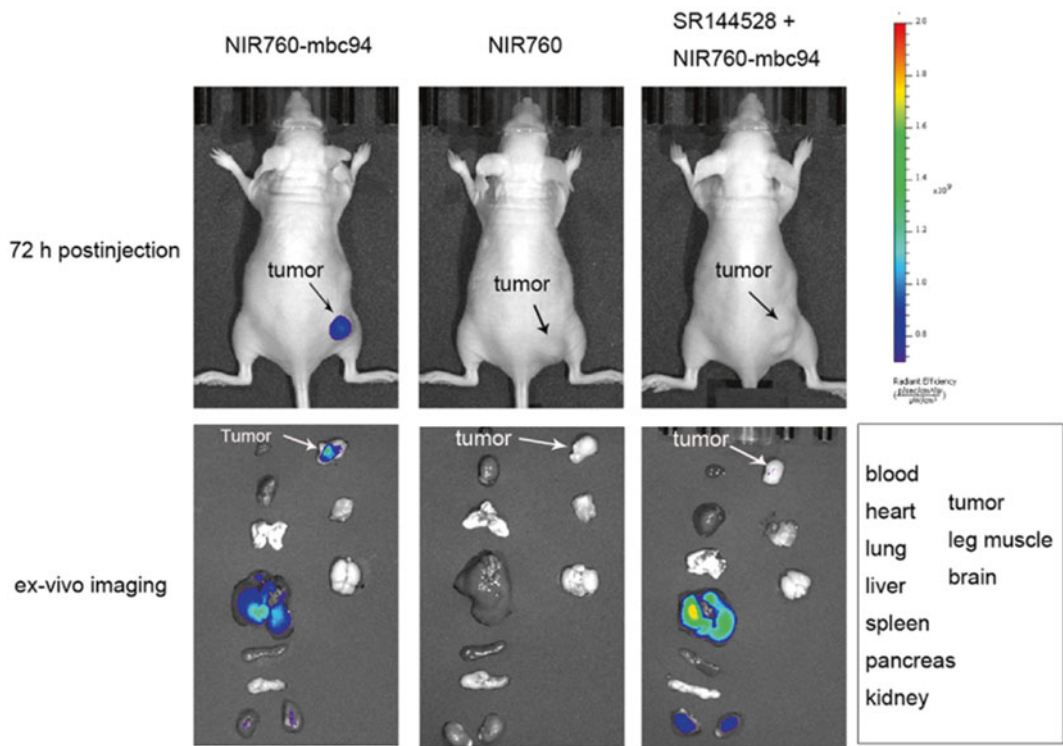 NIR760-mbc94
NIR760
SR144528 +
NIR760-mbc94
2.0
1.6
1.4
x10⁹
1.2
1.0
0.8
Radiant Efficiency
72 h postinjection
tumor
tumor
tumor
ex-vivo imaging
Tumor
tumor
tumor
blood
heart
lung
liver
spleen
pancreas
kidney
tumor
leg muscle
brain